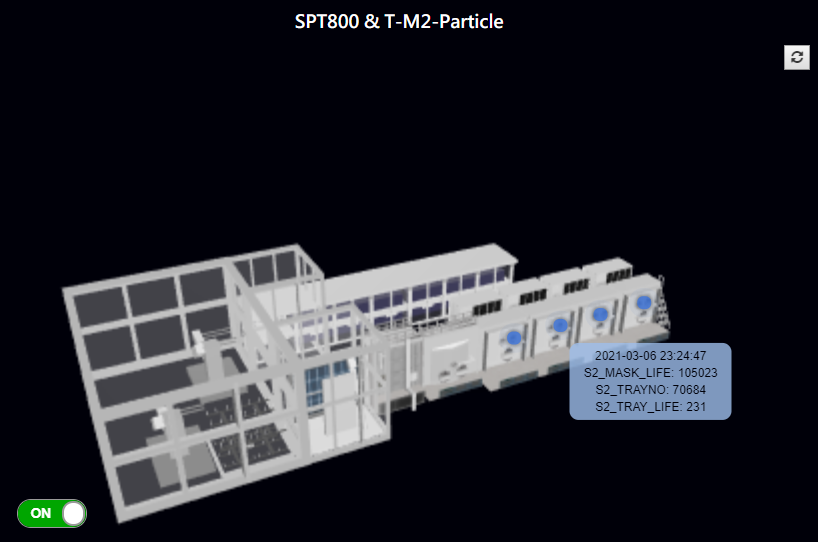 SPT800 & T-M2-Particle
2021-03-06 23:24:47
S2_MASK_LIFE: 105023
S2_TRAYNO: 70684
S2_TRAY_LIFE: 231
ON